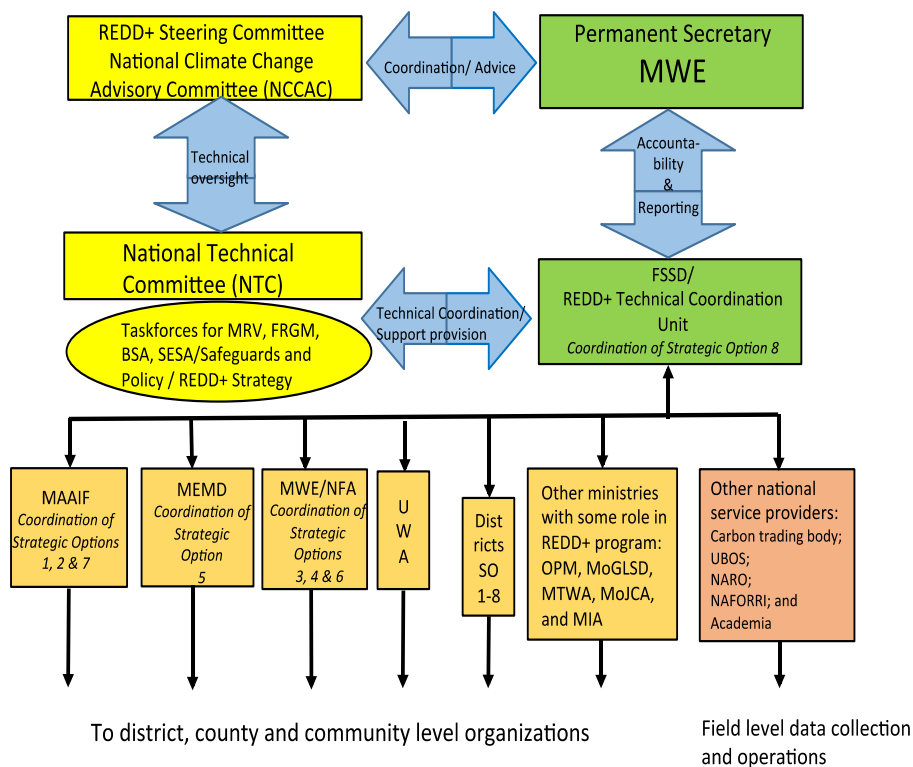 REDD+ Steering Committee
National Climate Change
Advisory Committee (NCCAC)
Coordination/ Advice
Permanent Secretary
MWE
Technical
oversight
Accounta-
bility
&
Reporting
National Technical
Committee (NTC)
Taskforces for MRV, FRGM,
BSA, SESA/Safeguards and
Policy / REDD+ Strategy
Technical Coordination/
Support provision
FSSD/
REDD+ Technical Coordination
Unit
Coordination of Strategic Option 8
MAAIF
Coordination of
Strategic Options
1, 2 & 7
MEMD
Coordination of
Strategic
Option
5
MWE/NFA
Coordination of
Strategic
Options
3, 4 & 6
U
W
A
Dist
ricts
SO
1-8
Other ministries
with some role in
REDD+ program:
OPM, MoGLSD,
MTWA, MoJCA,
and MIA
Other national
service providers:
Carbon trading body;
UBOS;
NARO;
NAFORRI; and
Academia
To district, county and community level organizations
Field level data collection
and operations